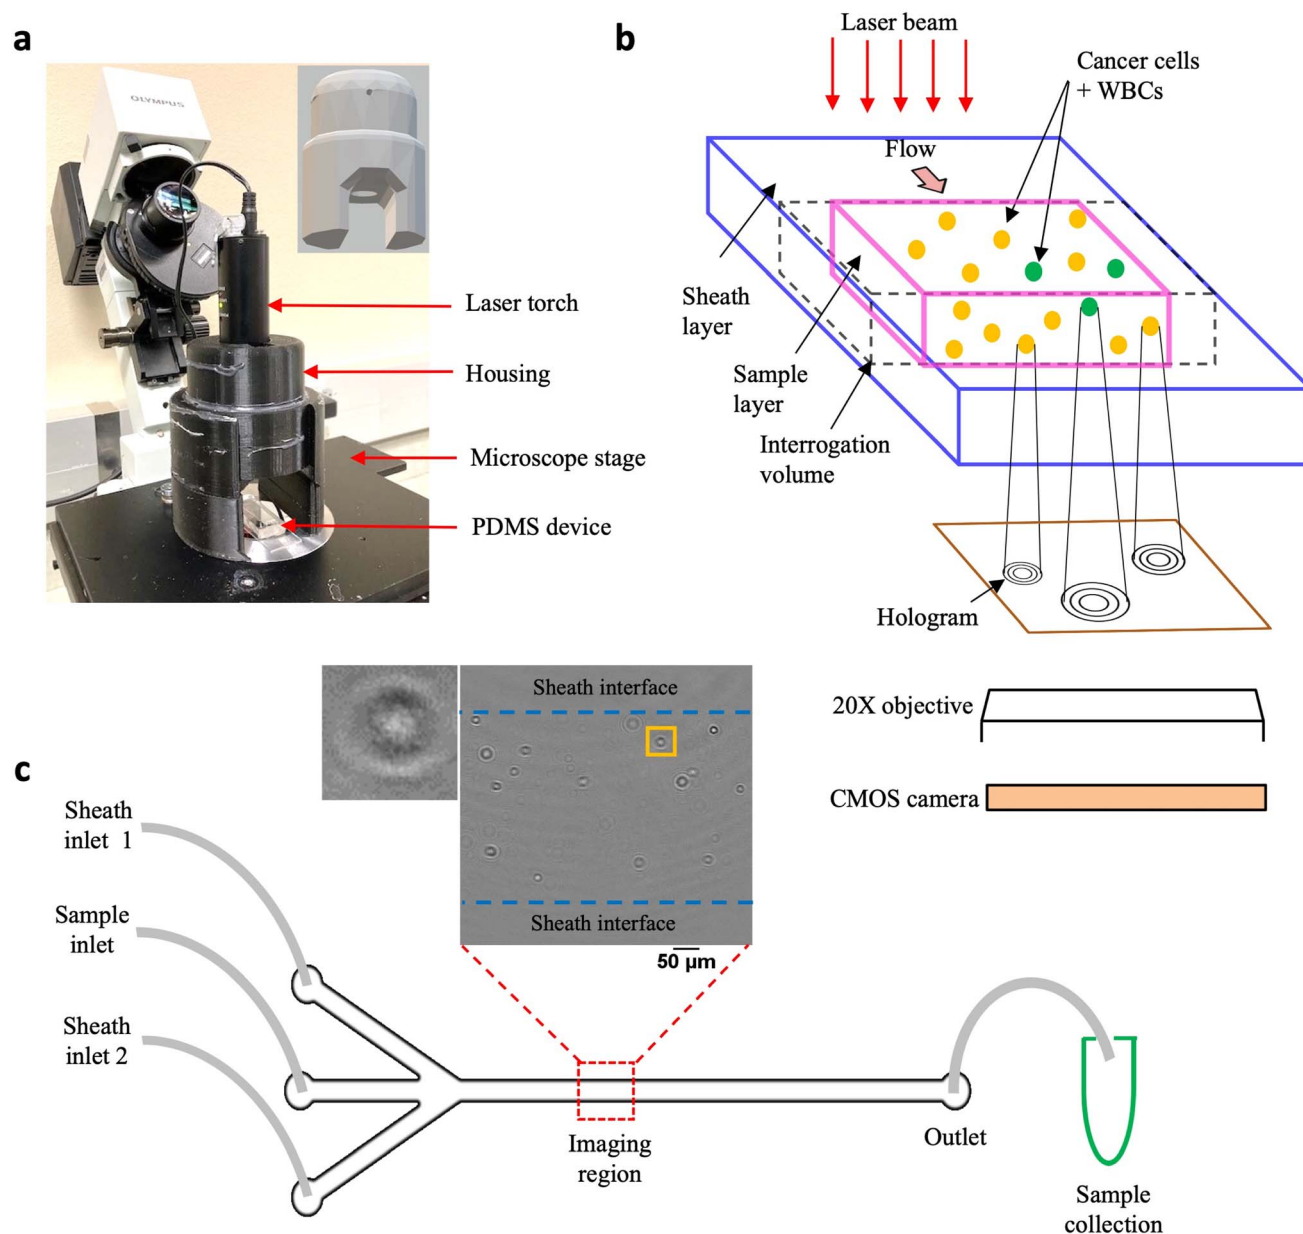 a
OLYMPUS
Laser torch
Housing
Microscope stage
PDMS device
b
Laser beam
Cancer cells
+ WBCs
Flow
Sheath
layer
Sample
layer
Interrogation
volume
Hologram
20X objective
CMOS camera
c
Sheath interface
Sheath interface
50 µm
Sheath
inlet 1
Sample
inlet
Sheath
inlet 2
Imaging
region
Outlet
Sample
collection